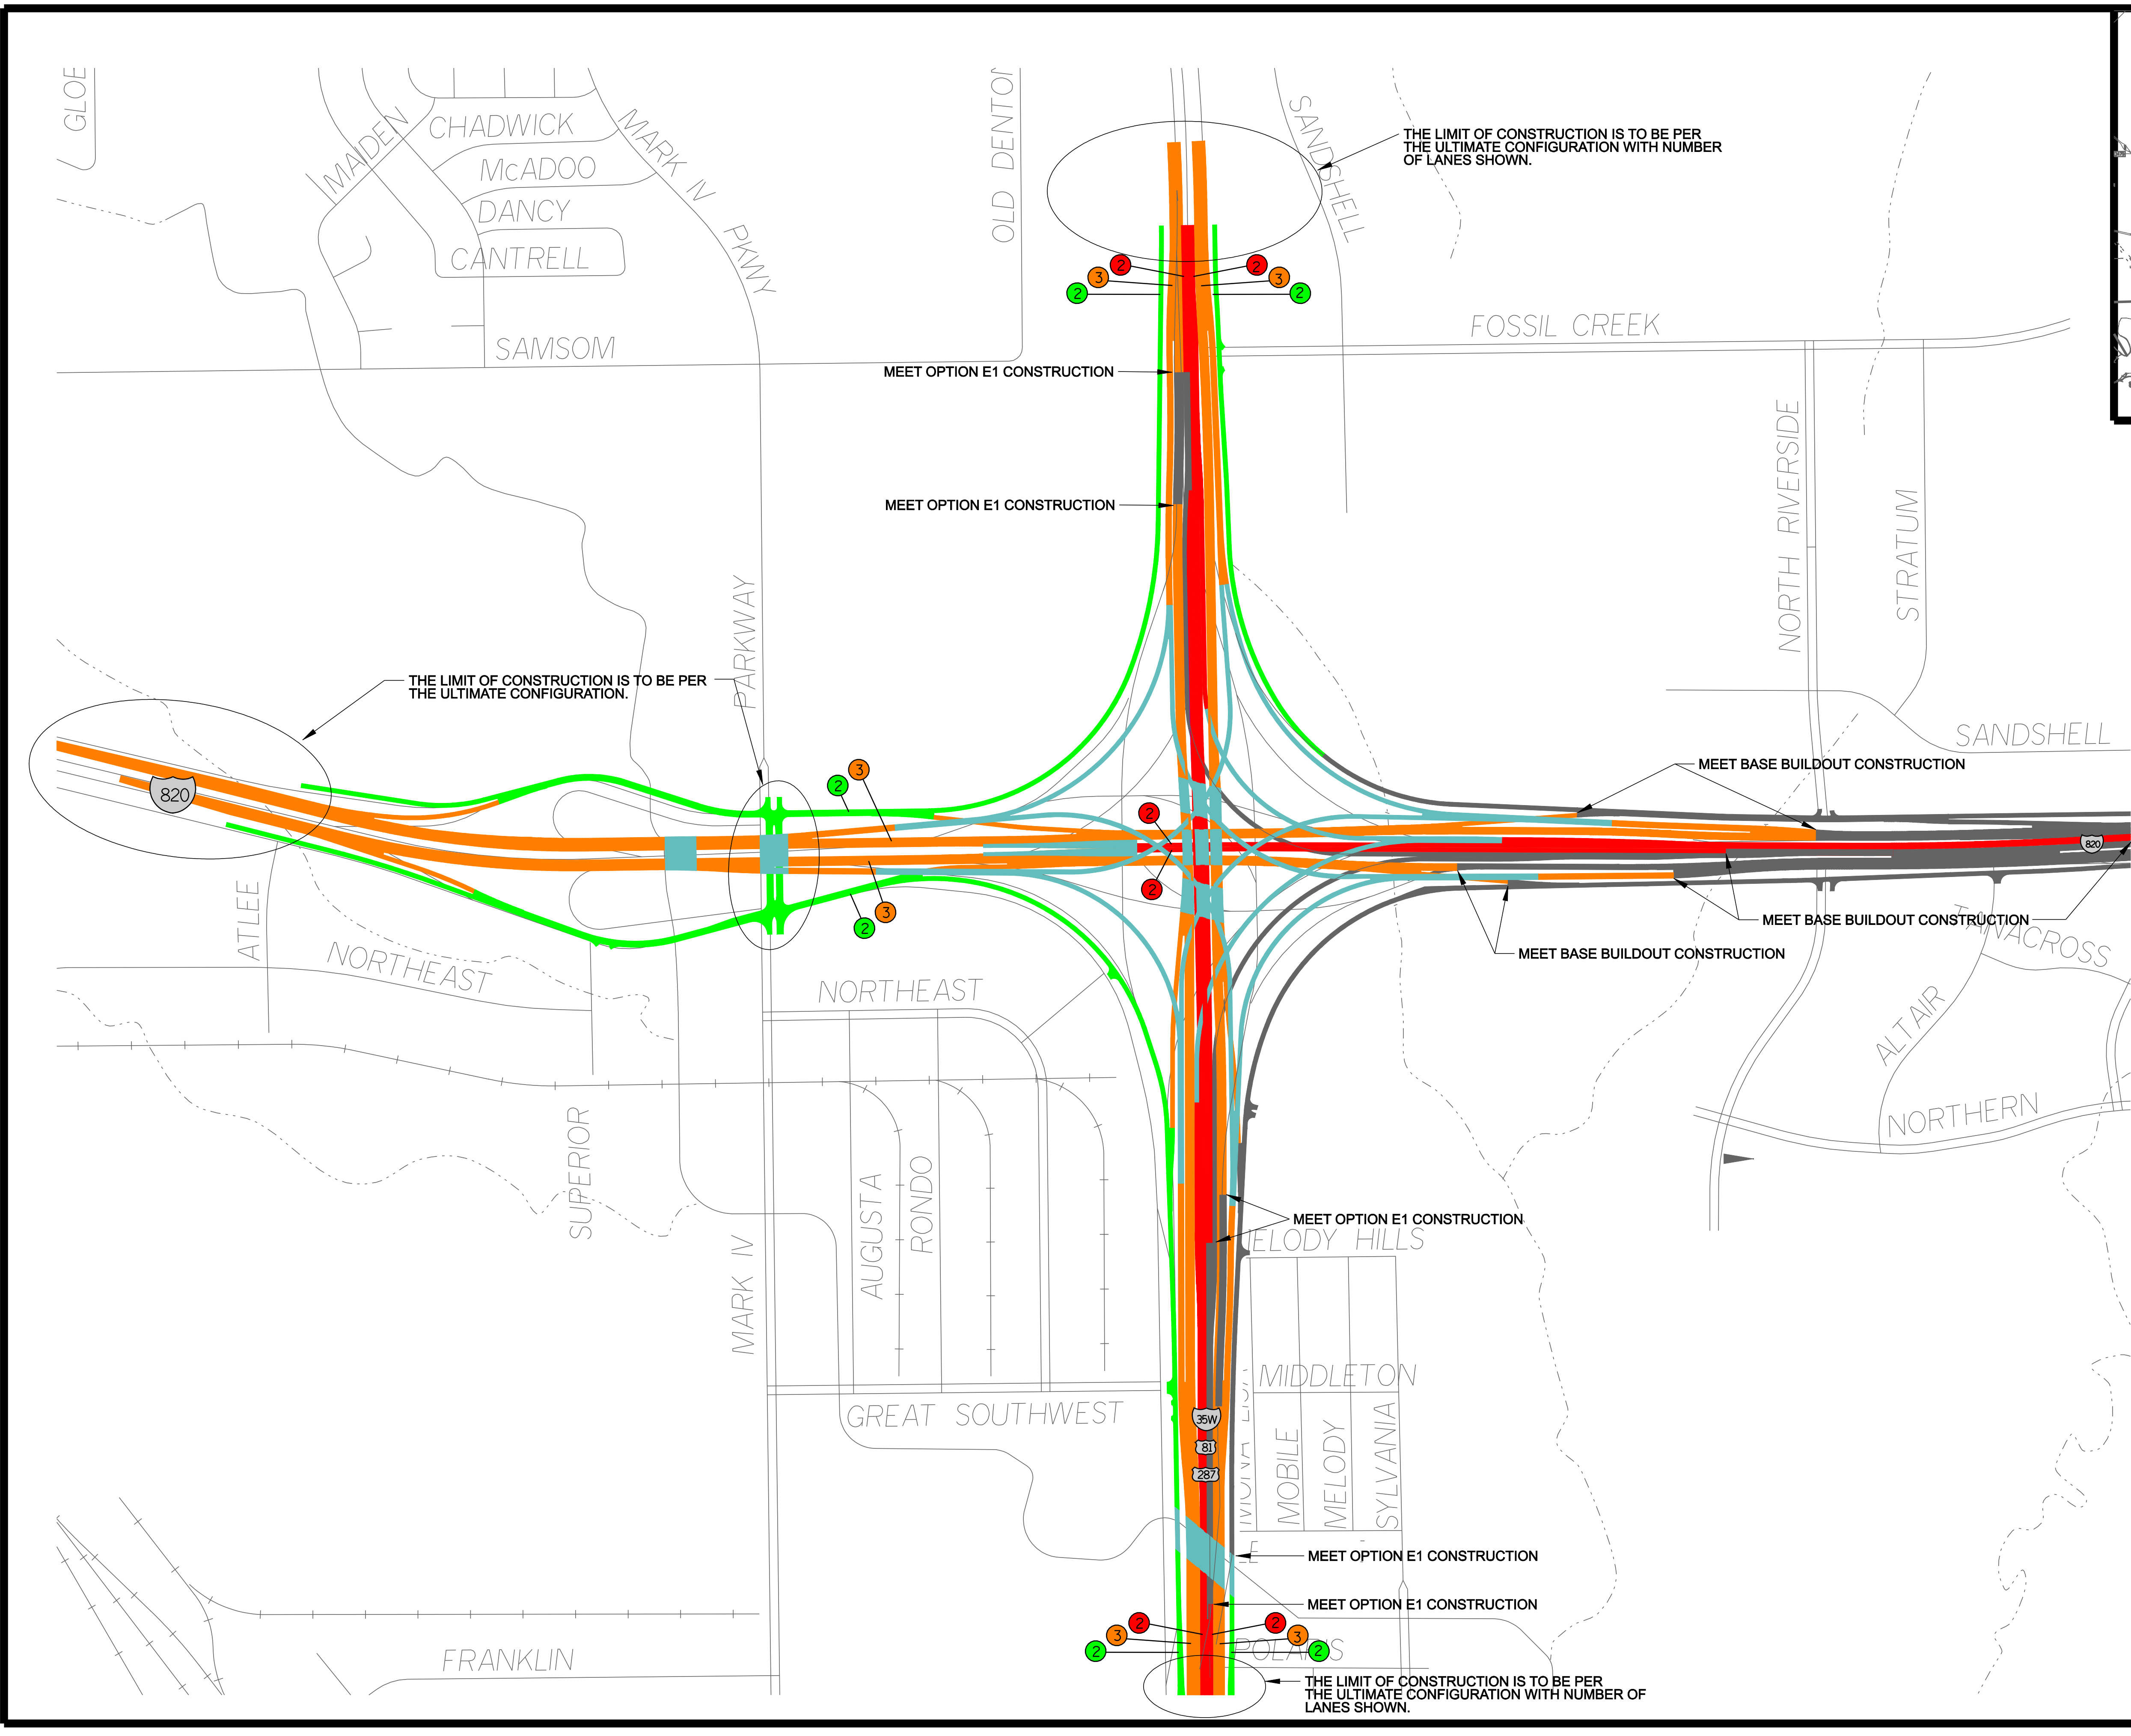 GLOE
MAIDEN
CHADWICK
McADOO
DANCY
CANTRELL
SAMSOM
MARK IV PKWY
OLD DENTON
SANDSHELL
THE LIMIT OF CONSTRUCTION IS TO BE PER
THE ULTIMATE CONFIGURATION WITH NUMBER
OF LANES SHOWN.
2
3
2
2
3
2
FOSSIL CREEK
MEET OPTION E1 CONSTRUCTION
MEET OPTION E1 CONSTRUCTION
NORTH RIVERSIDE
STRATUM
PARKWAY
THE LIMIT OF CONSTRUCTION IS TO BE PER
THE ULTIMATE CONFIGURATION.
SANDSHELL
MEET BASE BUILDOUT CONSTRUCTION
820
2
3
2
820
2
3
2
ATLEE
NORTHEAST
MEET BASE BUILDOUT CONSTRUCTION
TANACROSS
MEET BASE BUILDOUT CONSTRUCTION
NORTHEAST
ALTAIR
NORTHERN
SUPERIOR
AUGUSTA
RONDO
MARK IV
MEET OPTION E1 CONSTRUCTION
ELODY HILLS
MIDDLETON
GREAT SOUTHWEST
35W
81
287
MOBILE
MELODY
SYLVANIA
MEET OPTION E1 CONSTRUCTION
MEET OPTION E1 CONSTRUCTION
2
3
2
2
3
2
FRANKLIN
POLARIS
THE LIMIT OF CONSTRUCTION IS TO BE PER
THE ULTIMATE CONFIGURATION WITH NUMBER OF
LANES SHOWN.